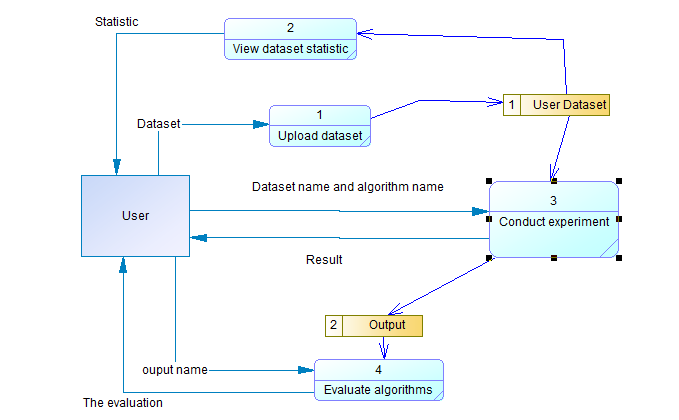 Statistic
2
View dataset statistic
1 User Dataset
1
Dataset
Upload dataset
Dataset name and algorithm name
3
User
Conduct experiment
Result
2 Output
ouput name
4
Evaluate algorithms
The evaluation